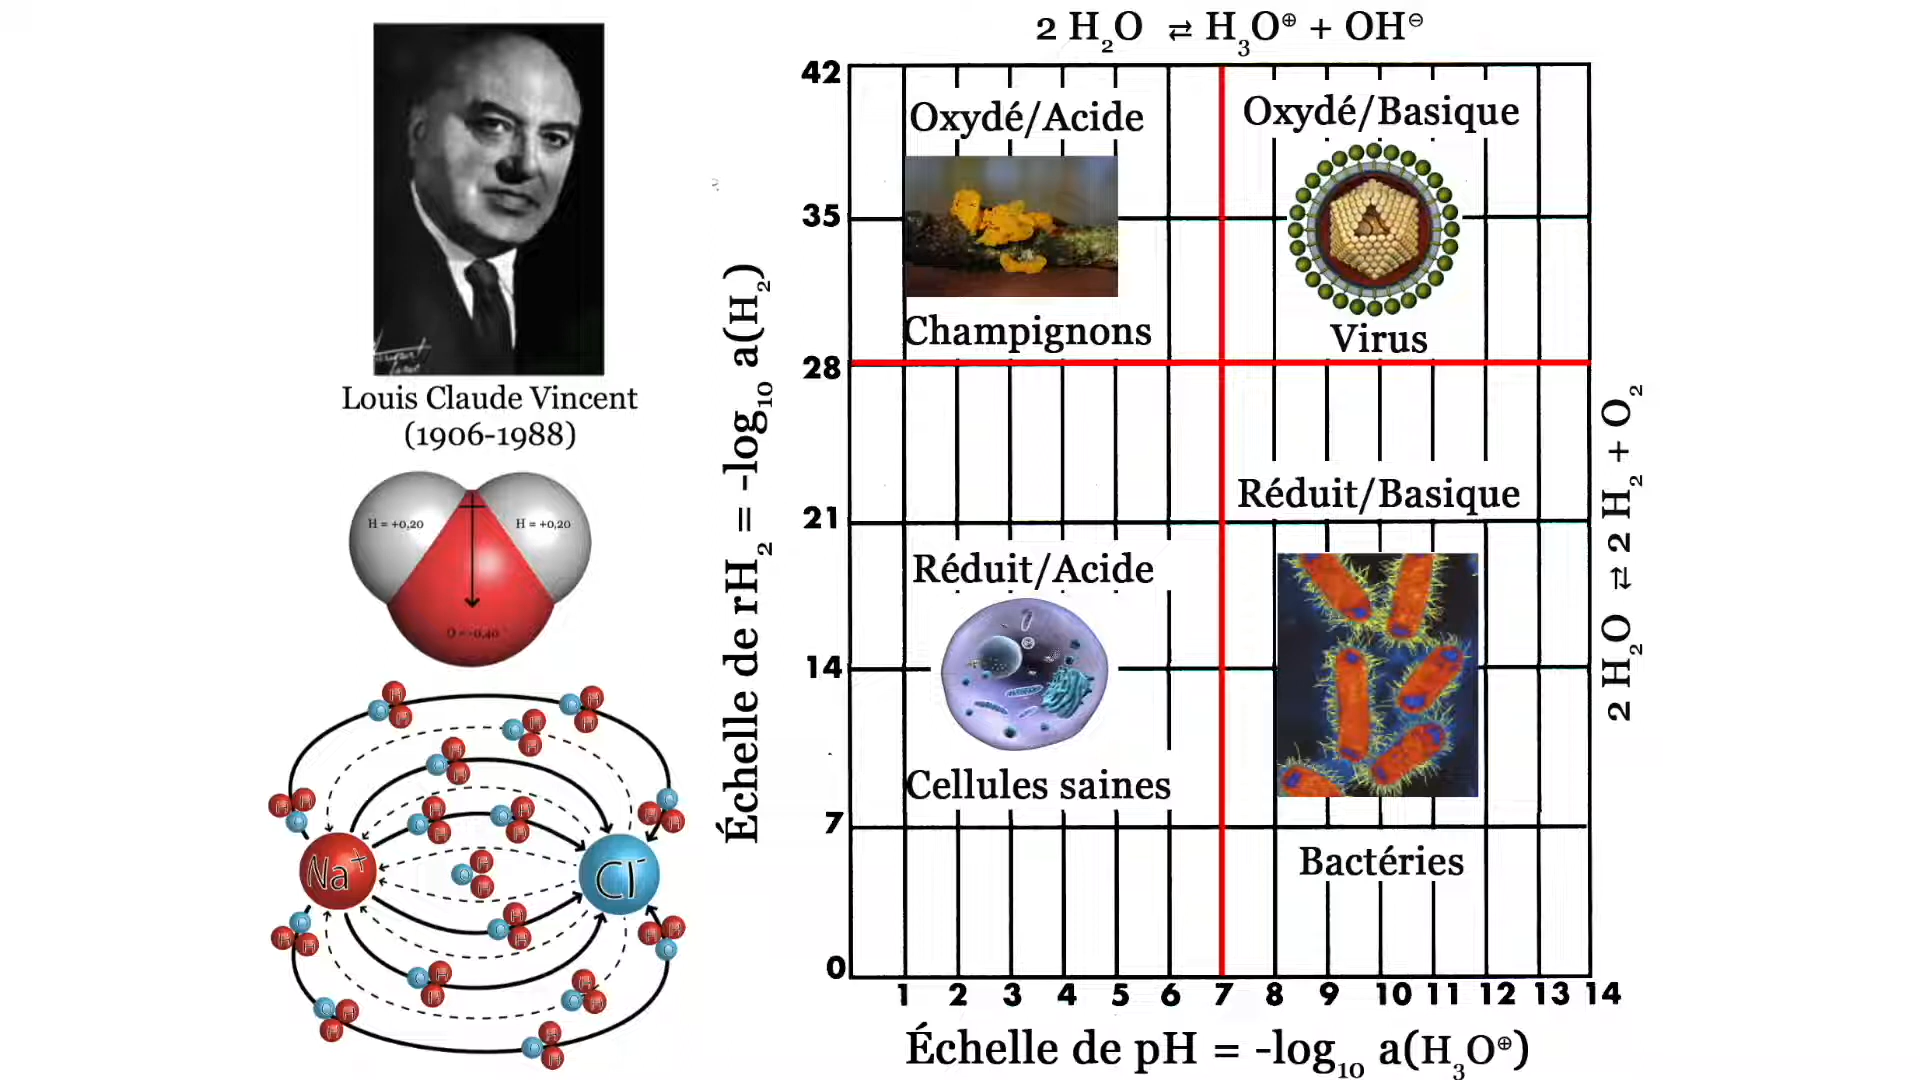 Louis Claude Vincent
(1906-1988)
H = +0,20
H = +0,20
O = -0,40
Na⁺
Cl⁻
2 H₂O ⇄ H₃O⊕ + OH⊖
Échelle de rH₂ = -log₁₀ a(H₂)
42
35
28
21
14
7
0
Oxydé/Acide
Champignons
Oxydé/Basique
Virus
Réduit/Acide
Cellules saines
Réduit/Basique
Bactéries
2 H₂O ⇄ 2 H₂ + O₂
1 2 3 4 5 6 7 8 9 10 11 12 13 14
Échelle de pH = -log₁₀ a(H₃O⊕)